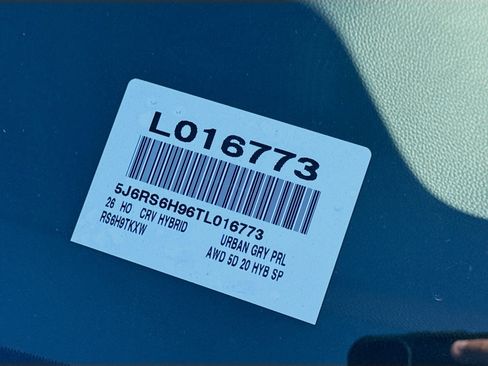 L016773
5J6RS6H96TL016773
26 HO CRV HYBRID URBAN GRY PRL
RS6H9TKXW AWD 5D 20 HYB SP